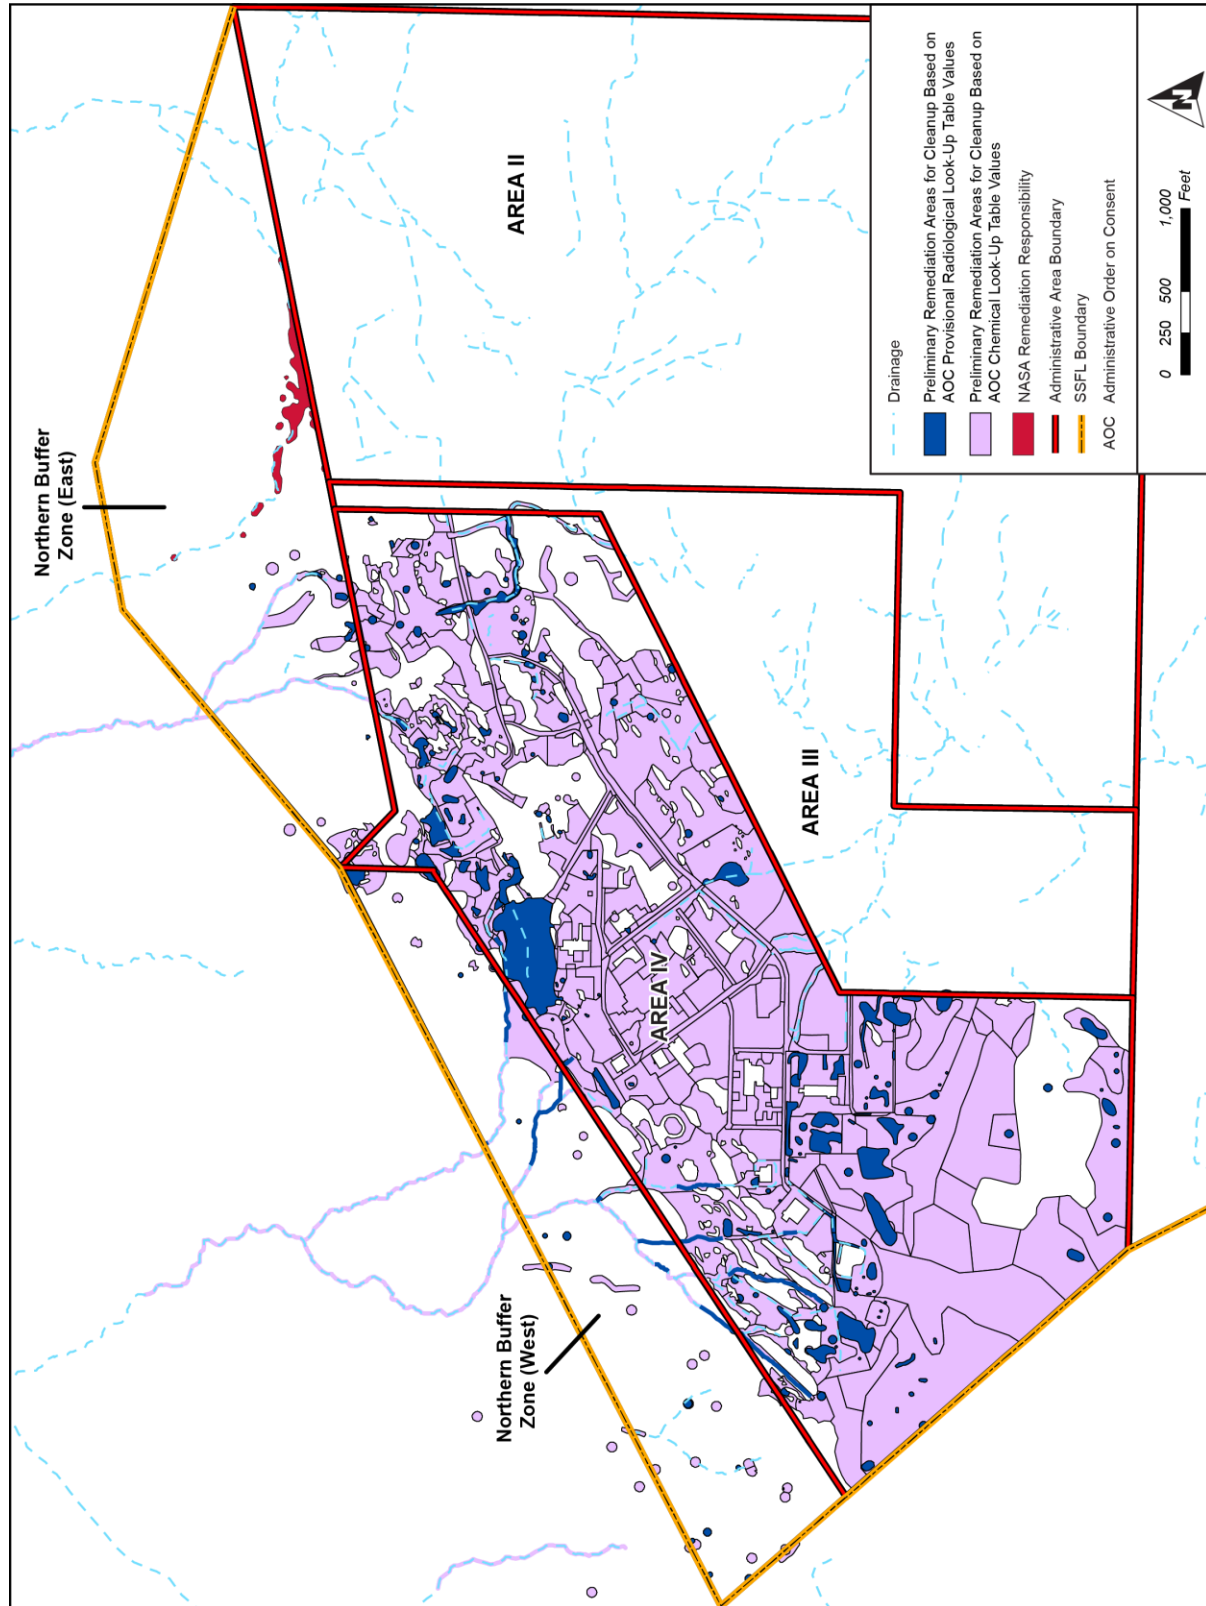 Northern Buffer
Zone (East)
AREA II
Northern Buffer
Zone (West)
AREA IV
AREA III
Drainage
Preliminary Remediation Areas for Cleanup Based on
AOC Provisional Radiological Look-Up Table Values
Preliminary Remediation Areas for Cleanup Based on
AOC Chemical Look-Up Table Values
NASA Remediation Responsibility
Administrative Area Boundary
SSFL Boundary
AOC Administrative Order on Consent
0 250 500 1,000
Feet
N